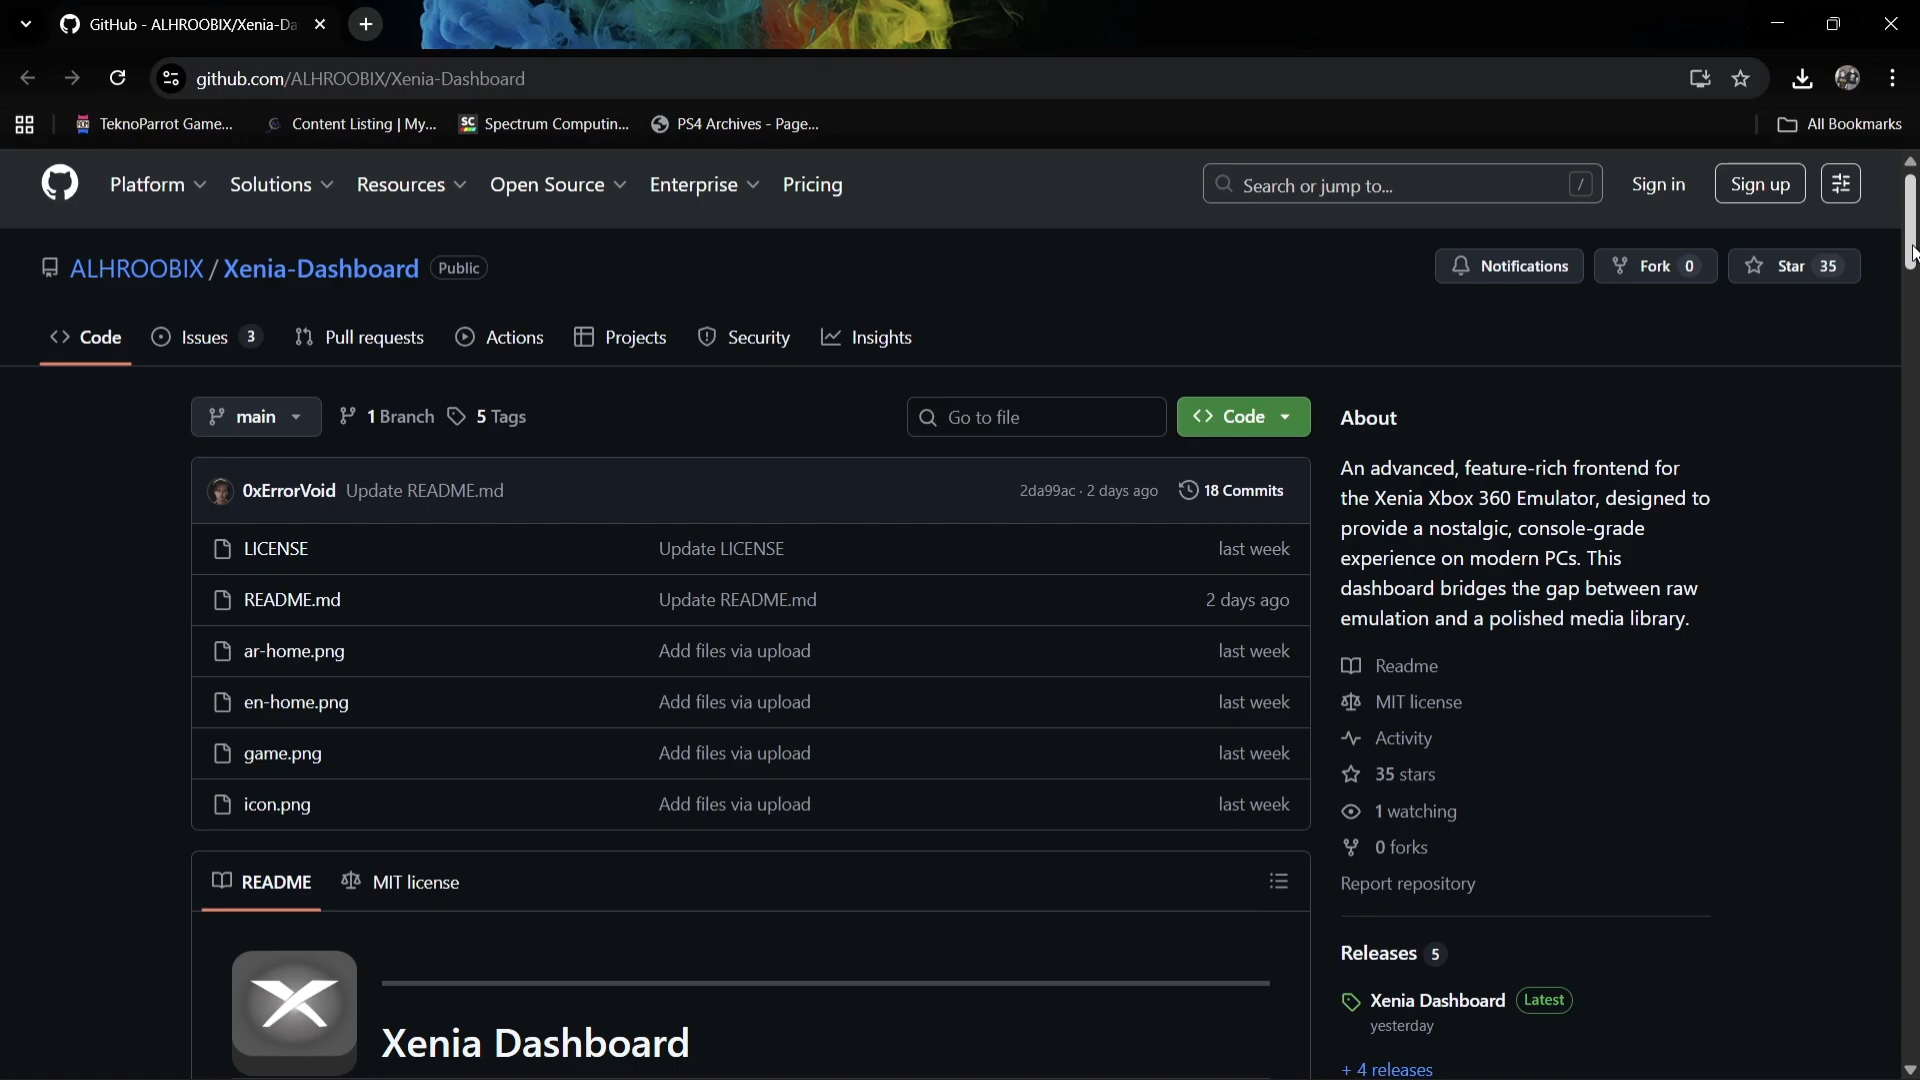 GitHub - ALHROOBIX/Xenia-Da
github.com/ALHROOBIX/Xenia-Dashboard
TeknoParrot Game... Content Listing | My... SC Spectrum Computin... PS4 Archives - Page... All Bookmarks
Platform Solutions Resources Open Source Enterprise Pricing Search or jump to... / Sign in Sign up
ALHROOBIX / Xenia-Dashboard Public Notifications Fork 0 Star 35
Code Issues 3 Pull requests Actions Projects Security Insights
main 1 Branch 5 Tags Go to file Code
0xErrorVoid Update README.md 2da99ac · 2 days ago 18 Commits
LICENSE Update LICENSE last week
README.md Update README.md 2 days ago
ar-home.png Add files via upload last week
en-home.png Add files via upload last week
game.png Add files via upload last week
icon.png Add files via upload last week
README MIT license
Xenia Dashboard
About
An advanced, feature-rich frontend for
the Xenia Xbox 360 Emulator, designed to
provide a nostalgic, console-grade
experience on modern PCs. This
dashboard bridges the gap between raw
emulation and a polished media library.
Readme
MIT license
Activity
35 stars
1 watching
0 forks
Report repository
Releases 5
Xenia Dashboard Latest
yesterday
+ 4 releases